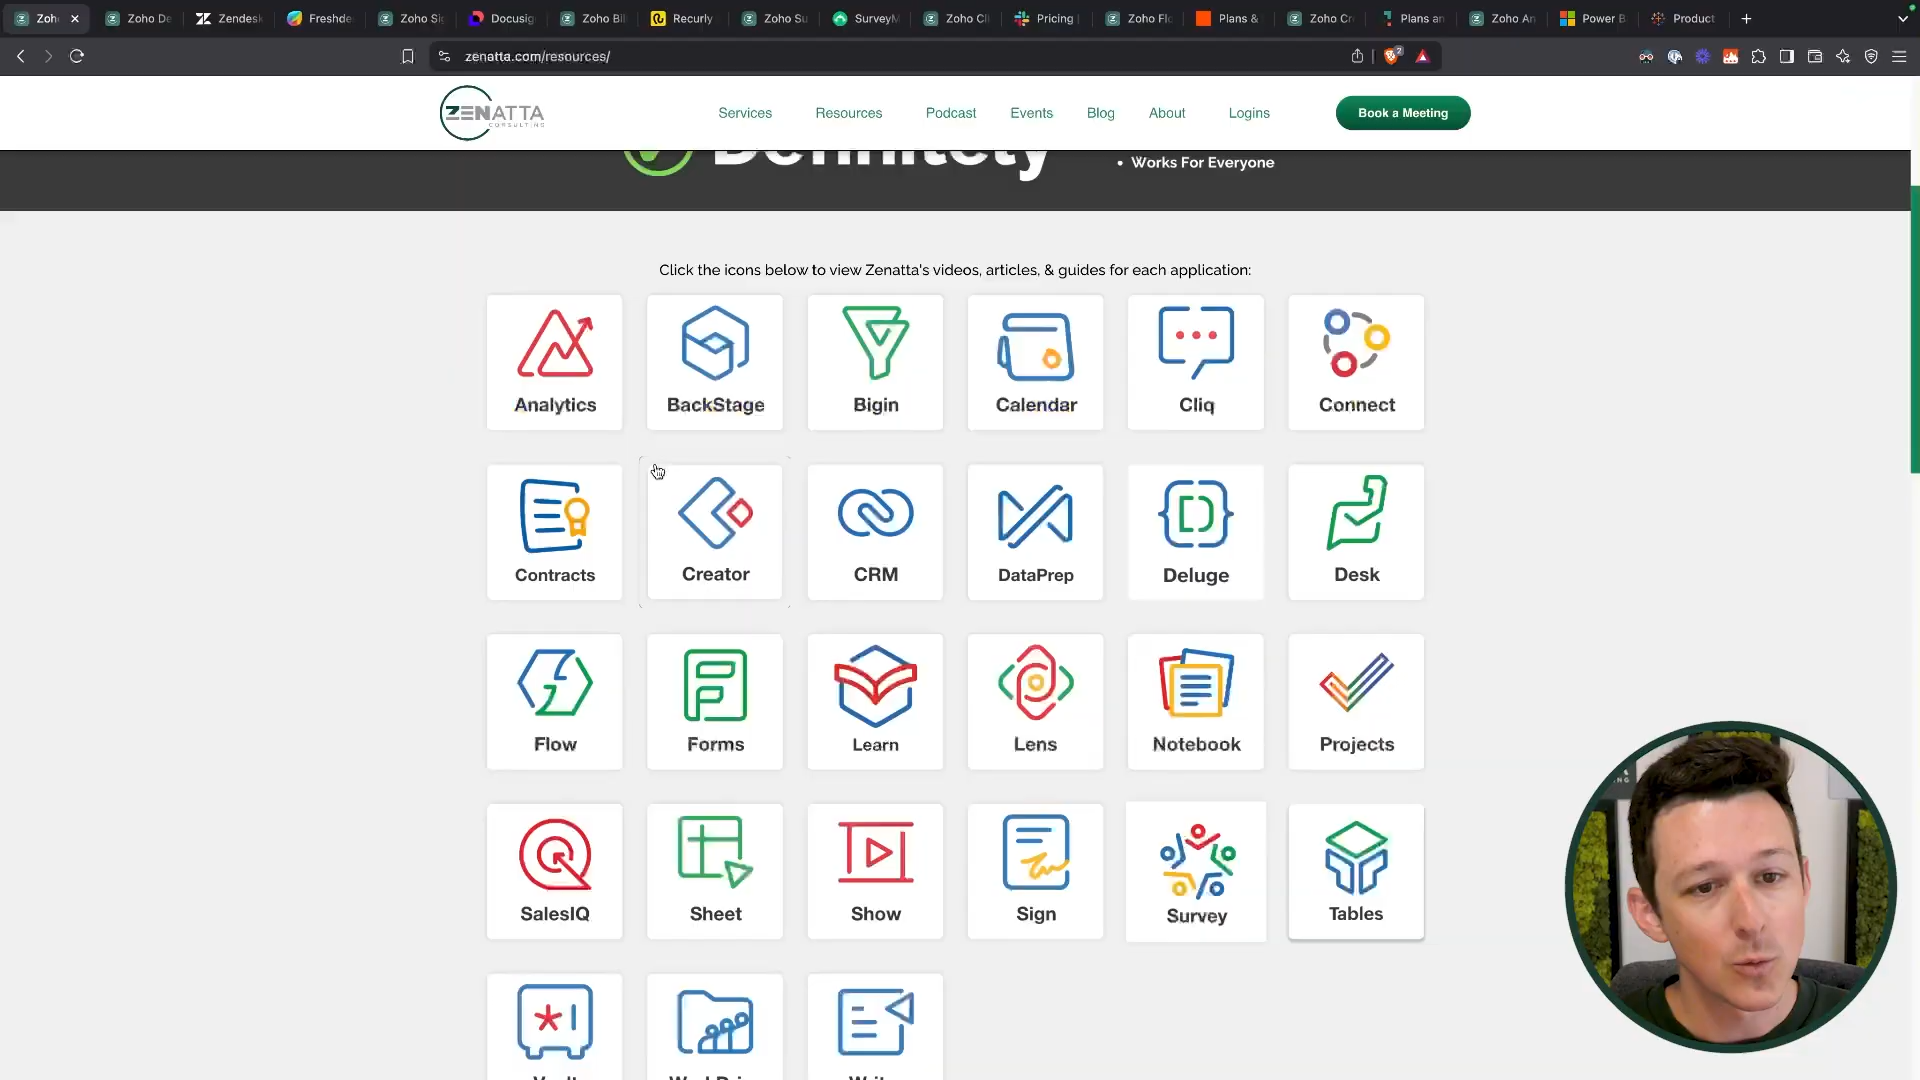 Zoh
Zoho De
Zendesk
Freshde
Zoho Sig
Docusig
Zoho Bil
Recurly
Zoho Su
SurveyM
Zoho Cli
Pricing
Zoho Flo
Plans &
Zoho Cr
Plans an
Zoho An
Power B
Product
zenatta.com/resources/
2
ZENATTA
CONSULTING
Services
Resources
Podcast
Events
Blog
About
Logins
Book a Meeting
Definitely
• Works For Everyone
Click the icons below to view Zenatta's videos, articles, & guides for each application:
Analytics
BackStage
Bigin
Calendar
Cliq
Connect
Contracts
Creator
CRM
DataPrep
Deluge
Desk
Flow
Forms
Learn
Lens
Notebook
Projects
SalesIQ
Sheet
Show
Sign
Survey
Tables